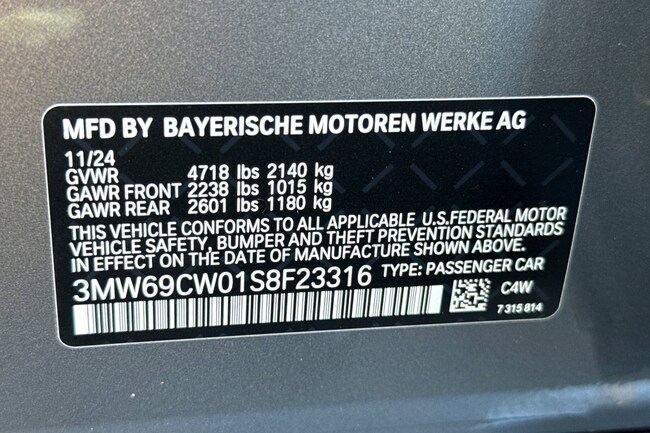 MFD BY BAYERISCHE MOTOREN WERKE AG
11/24
GVWR 4718 lbs 2140 kg
GAWR FRONT 2238 lbs 1015 kg
GAWR REAR 2601 lbs 1180 kg
THIS VEHICLE CONFORMS TO ALL APPLICABLE U.S.FEDERAL MOTOR
VEHICLE SAFETY, BUMPER AND THEFT PREVENTION STANDARDS
IN EFFECT ON THE DATE OF MANUFACTURE SHOWN ABOVE.
3MW69CW01S8F23316 TYPE: PASSENGER CAR
C4W
7 315 814